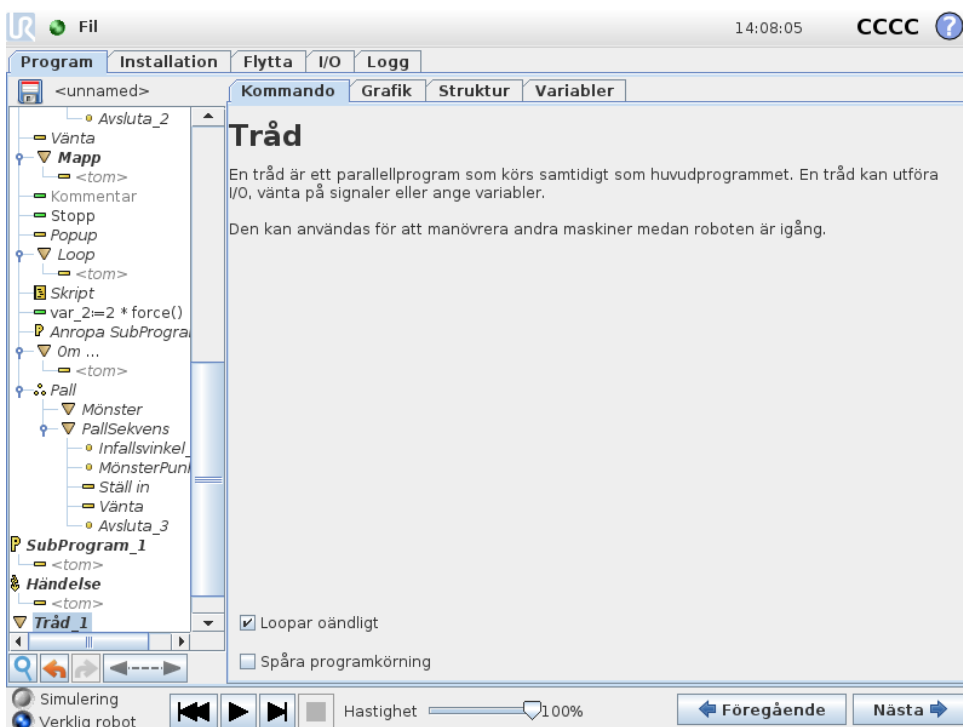 UR Fil 14:08:05 CCCC ?
Program Installation Flytta I/O Logg
<unnamed>
Kommando Grafik Struktur Variabler
Avsluta_2
Vänta
Mapp
<tom>
Kommentar
Stopp
Popup
Loop
<tom>
Skript
var_2:=2 * force()
Anropa SubProgra
Om ...
<tom>
Pall
Mönster
PallSekvens
Infallsvinkel_
MönsterPun
Ställ in
Vänta
Avsluta_3
SubProgram_1
<tom>
Händelse
<tom>
Tråd_1
Tråd
En tråd är ett parallellprogram som körs samtidigt som huvudprogrammet. En tråd kan utföra
I/O, vänta på signaler eller ange variabler.
Den kan användas för att manövrera andra maskiner medan roboten är igång.
Loopar oändligt
Spåra programkörning
Simulering
Verklig robot
Hastighet 100%
Föregående Nästa